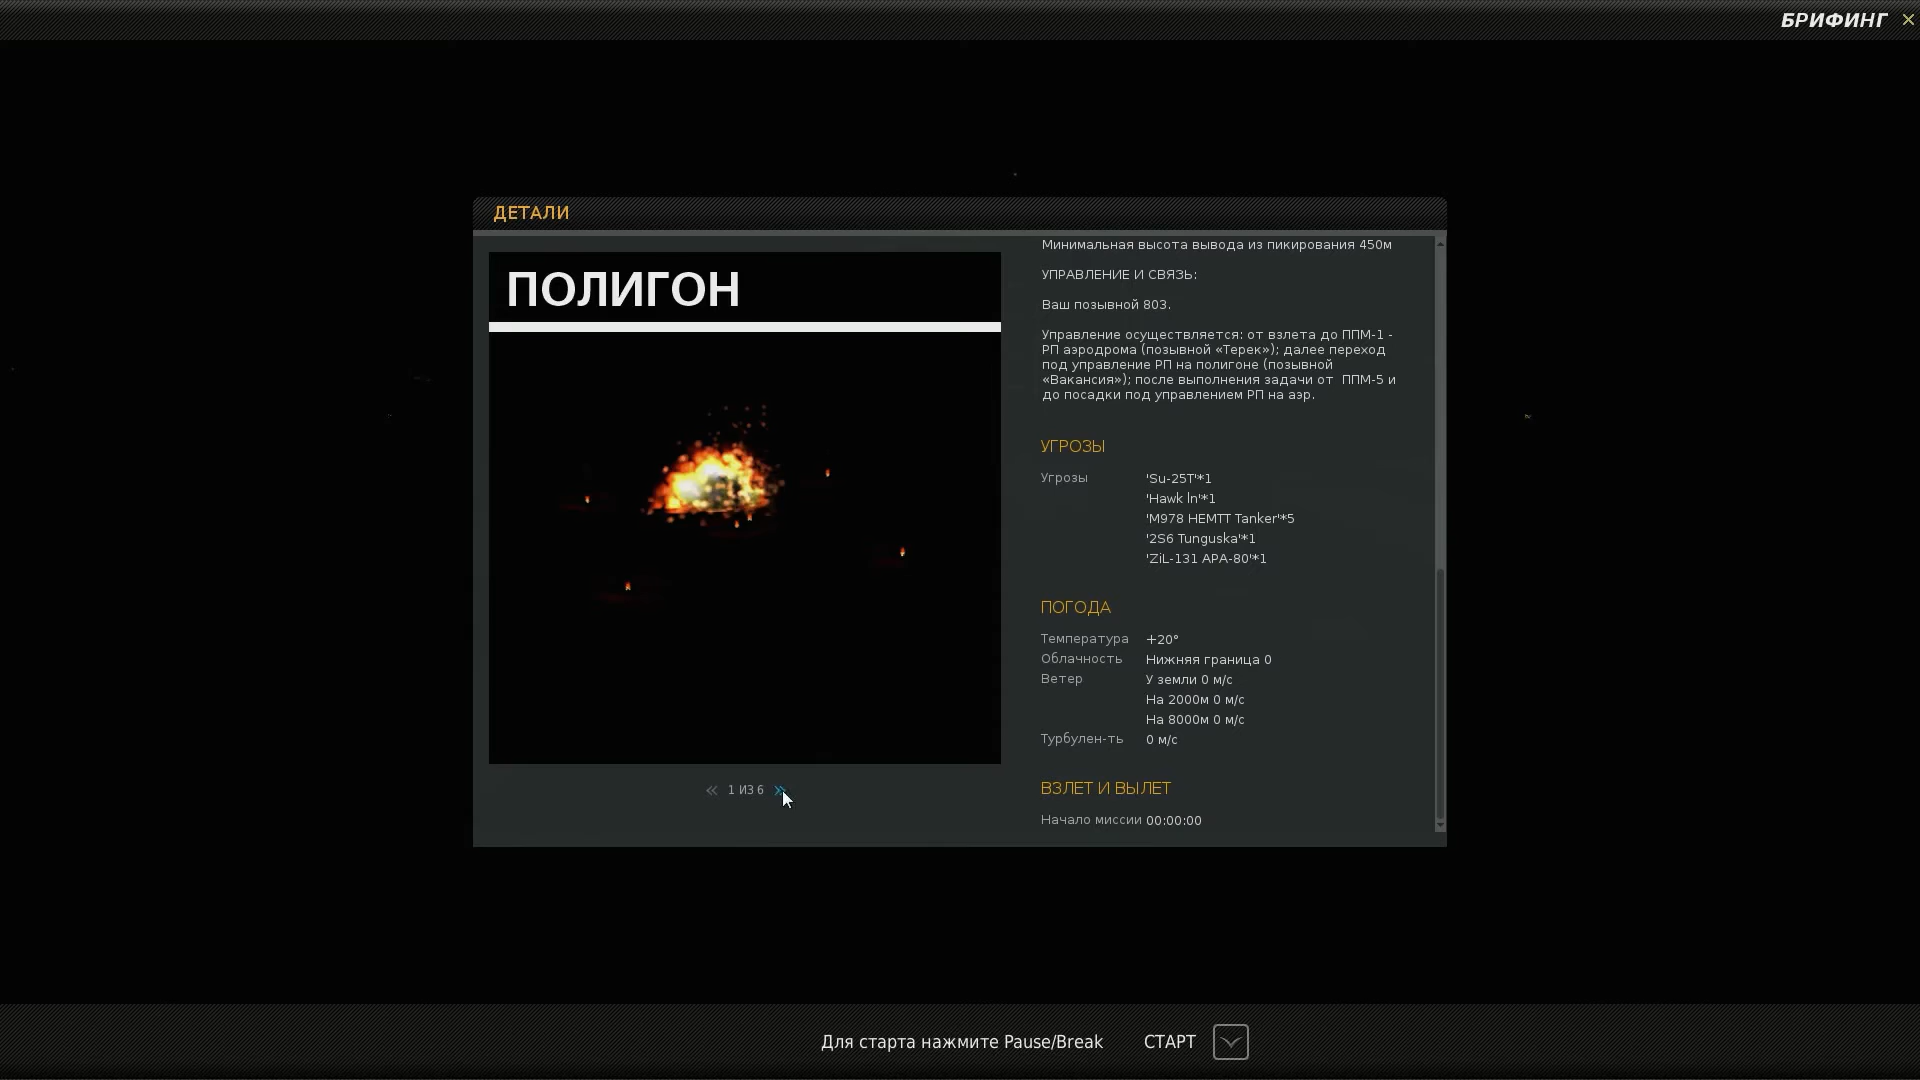 БРИФИНГ
ДЕТАЛИ
ПОЛИГОН
1 ИЗ 6
Минимальная высота вывода из пикирования 450м
УПРАВЛЕНИЕ И СВЯЗЬ:
Ваш позывной 803.
Управление осуществляется: от взлета до ППМ-1 -
РП аэродрома (позывной «Терек»); далее переход
под управление РП на полигоне (позывной
«Вакансия»); после выполнения задачи от  ППМ-5 и
до посадки под управлением РП на аэр.
УГРОЗЫ
Угрозы 'Su-25T'*1
'Hawk ln'*1
'M978 HEMTT Tanker'*5
'2S6 Tunguska'*1
'ZiL-131 APA-80'*1
ПОГОДА
Температура +20°
Облачность Нижняя граница 0
Ветер У земли 0 м/с
На 2000м 0 м/с
На 8000м 0 м/с
Турбулен-ть 0 м/с
ВЗЛЕТ И ВЫЛЕТ
Начало миссии 00:00:00
Для старта нажмите Pause/Break СТАРТ